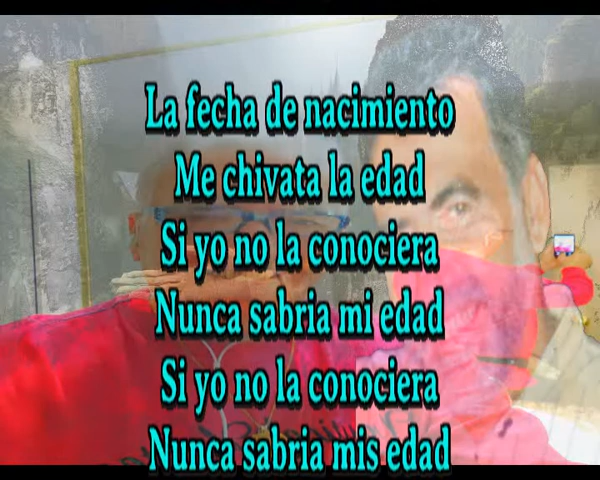 La fecha de nacimiento
Me chivata la edad
Si yo no la conociera
Nunca sabria mi edad
Si yo no la conociera
Nunca sabria mis edad